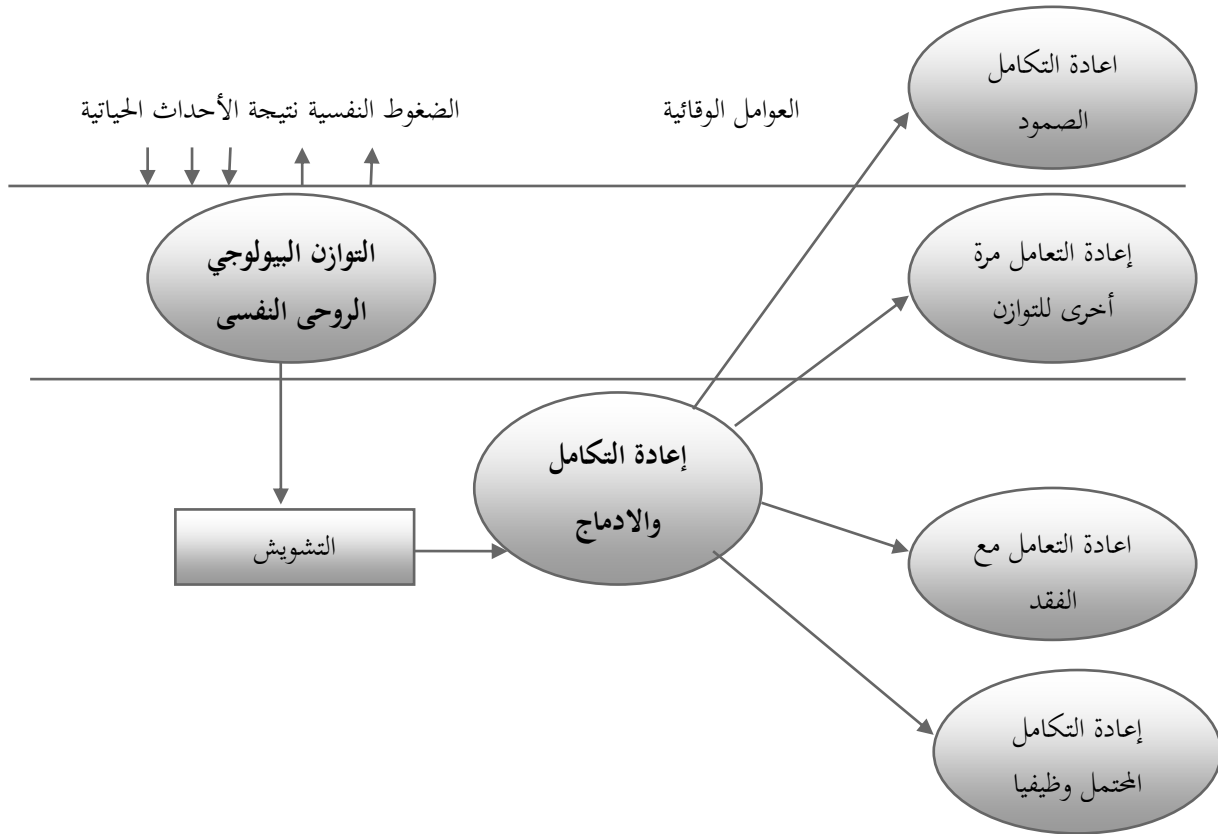 اعادة التكامل
الصمود
الضغوط النفسية نتيجة الأحداث الحياتية
العوامل الوقائية
التوازن البيولوجي
الروحى النفسى
إعادة التعامل مرة
أخرى للتوازن
إعادة التكامل
والادماج
التشويش
اعادة التعامل مع
الفقد
إعادة التكامل
المحتمل وظيفيا